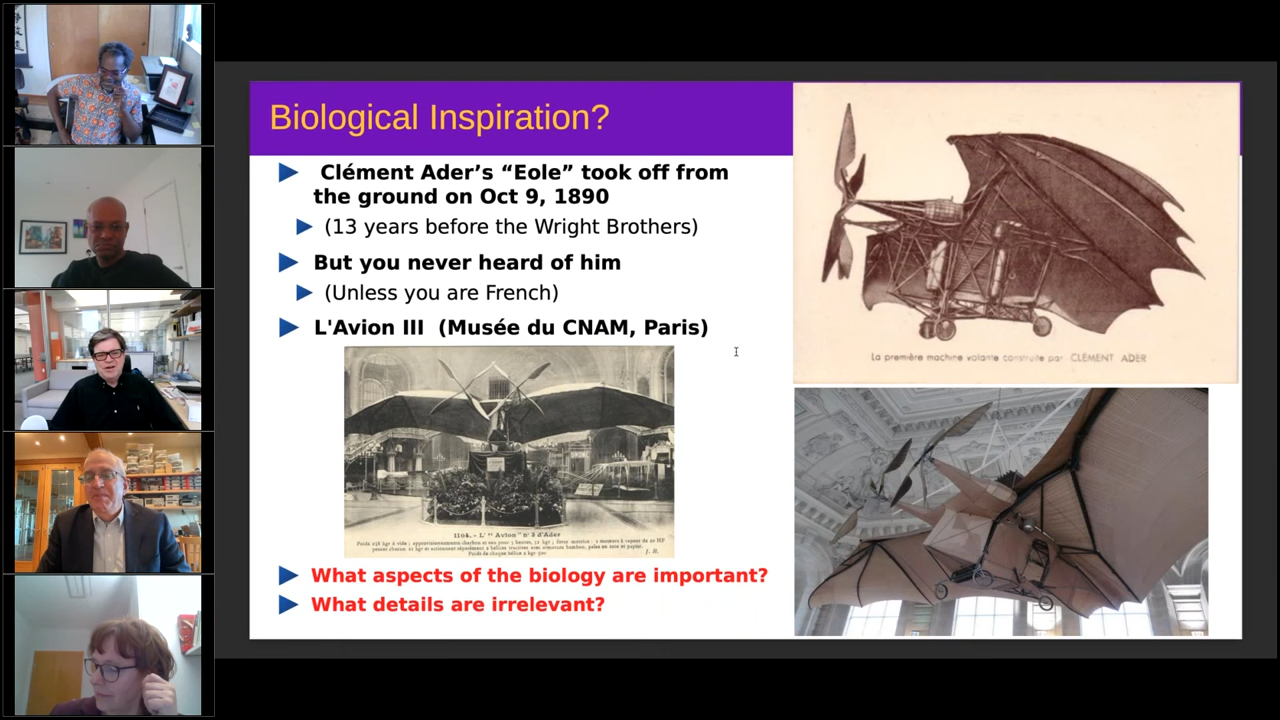 Biological Inspiration?
Clément Ader's “Eole” took off from
the ground on Oct 9, 1890
(13 years before the Wright Brothers)
But you never heard of him
(Unless you are French)
L'Avion III (Musée du CNAM, Paris)
1104. - L' “ Avion ” n° 3 d'Ader
J. H.
What aspects of the biology are important?
What details are irrelevant?
La première machine volante construite par CLÉMENT ADER